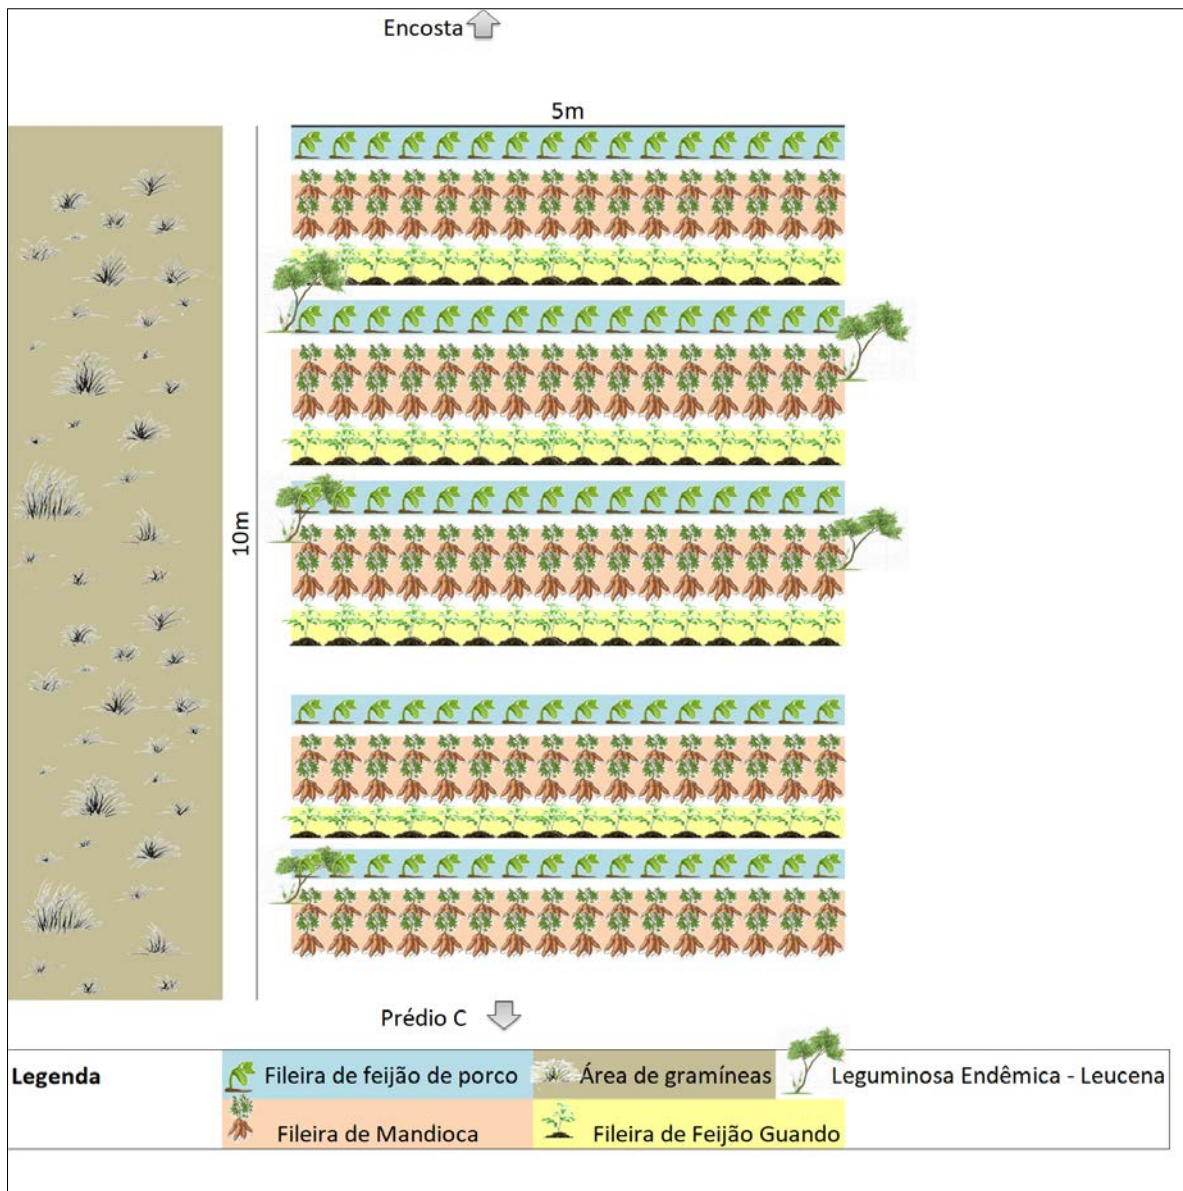 Encosta
5m
10m
Prédio C
Legenda
Fileira de feijão de porco
Área de gramíneas
Leguminosa Endêmica - Leucena
Fileira de Mandioca
Fileira de Feijão Guando